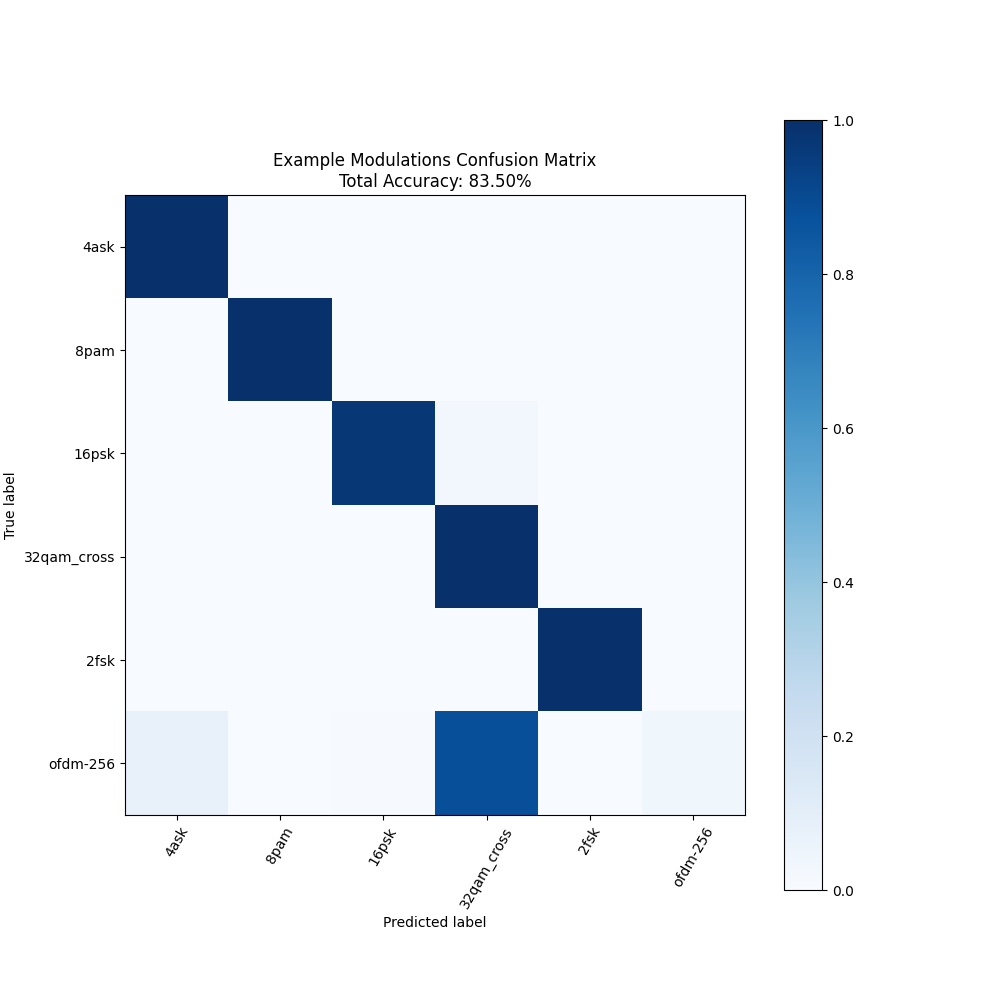 Example Modulations Confusion Matrix
Total Accuracy: 83.50%
True label
4ask
8pam
16psk
32qam_cross
2fsk
ofdm-256
4ask
8pam
16psk
32qam_cross
2fsk
ofdm-256
Predicted label
1.0
0.8
0.6
0.4
0.2
0.0